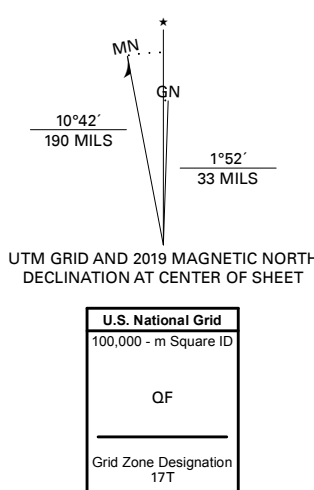 ★
MN
GN
10°42´
190 MILS
1°52´
33 MILS
UTM GRID AND 2019 MAGNETIC NORTH
DECLINATION AT CENTER OF SHEET
U.S. National Grid
100,000 - m Square ID
QF
Grid Zone Designation
17T